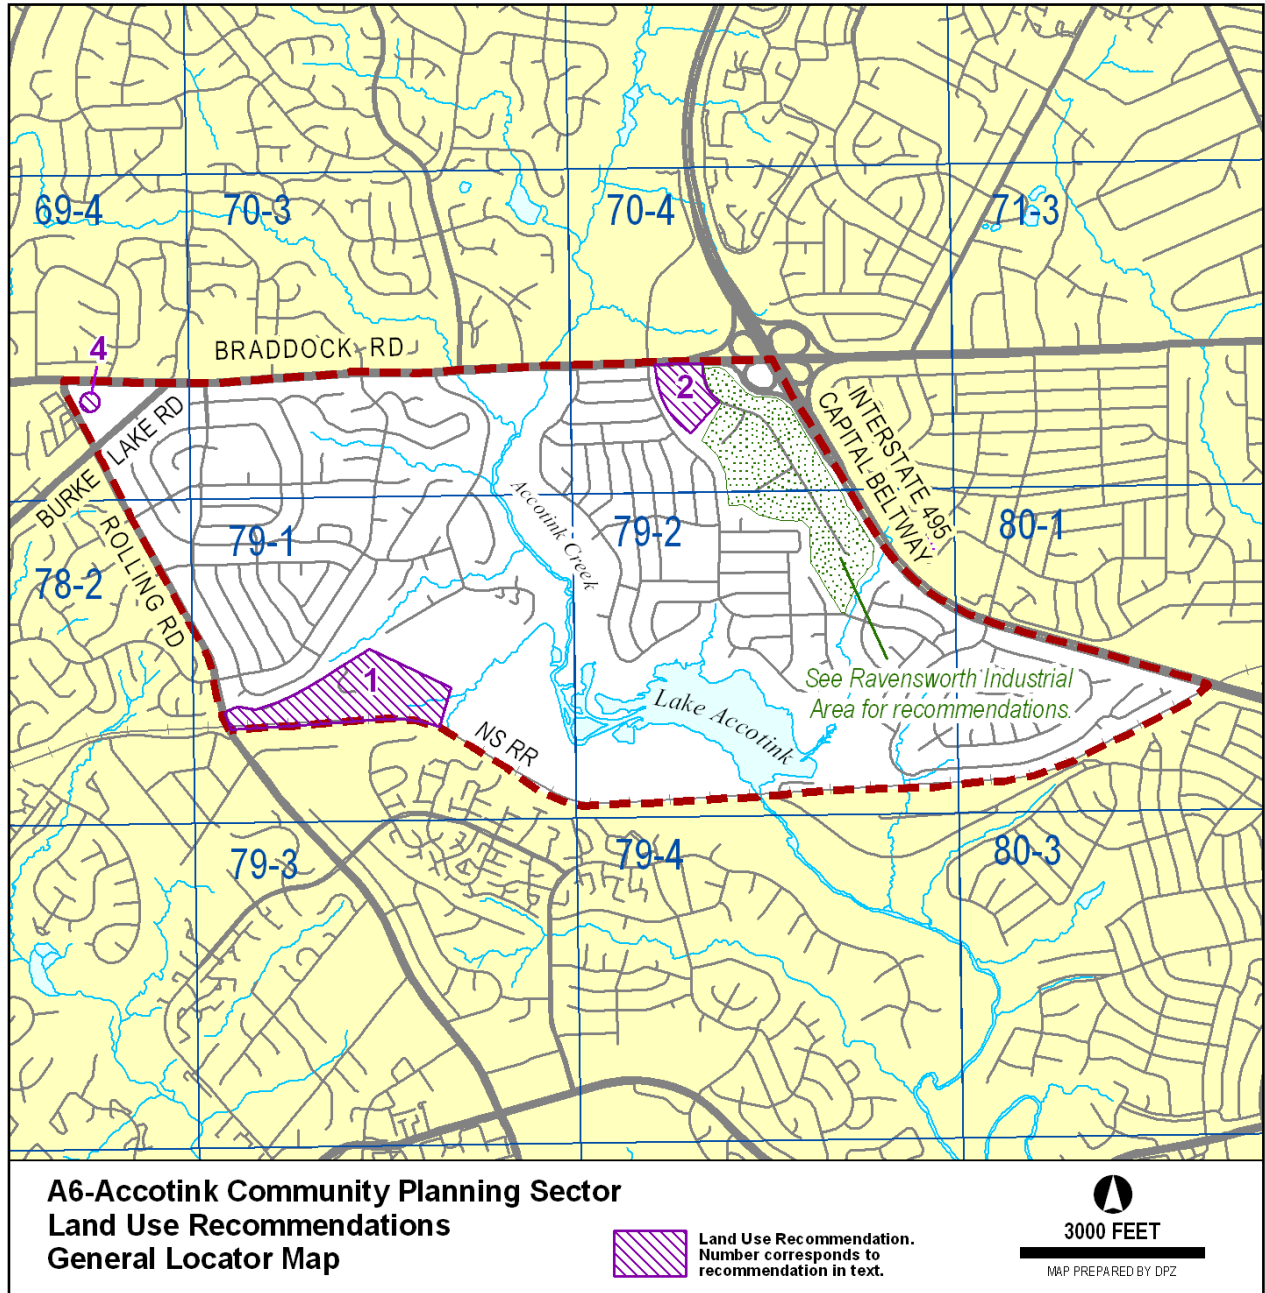 69-4
70-3
70-4
71-3
4
BRADDOCK RD
2
BURKE LAKE RD
INTERSTATE 495
CAPITAL BELTWAY
ROLLING RD
Accotink Creek
79-1
79-2
80-1
78-2
1
See Ravensworth Industrial
Area for recommendations.
Lake Accotink
NS RR
79-3
79-4
80-3
A6-Accotink Community Planning Sector
Land Use Recommendations
General Locator Map
Land Use Recommendation.
Number corresponds to
recommendation in text.
3000 FEET
MAP PREPARED BY DPZ